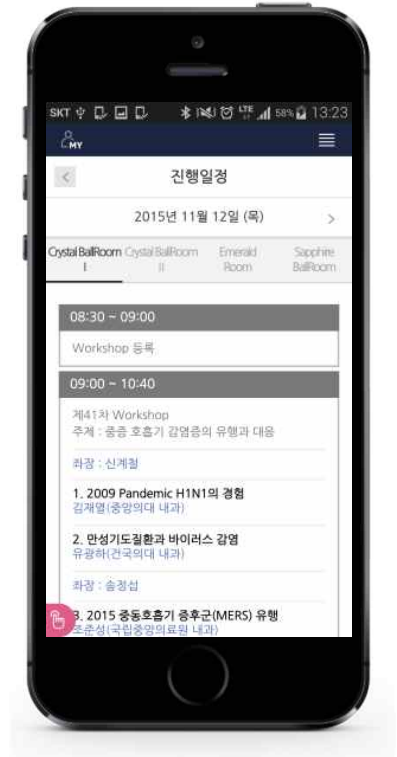 SKT LTE 58% 13:23
MY
진행일정
2015년 11월 12일 (목)
Crystal BallRoom I
Crystal BallRoom II
Emerald Room
Sapphire BallRoom
08:30 ~ 09:00
Workshop 등록
09:00 ~ 10:40
제41차 Workshop
주제 : 중증 호흡기 감염증의 유행과 대응
좌장 : 신계철
1. 2009 Pandemic H1N1의 경험
김재열(중앙의대 내과)
2. 만성기도질환과 바이러스 감염
유광하(건국의대 내과)
좌장 : 송정섭
3. 2015 중동호흡기 증후군(MERS) 유행
조준성(국립중앙의료원 내과)